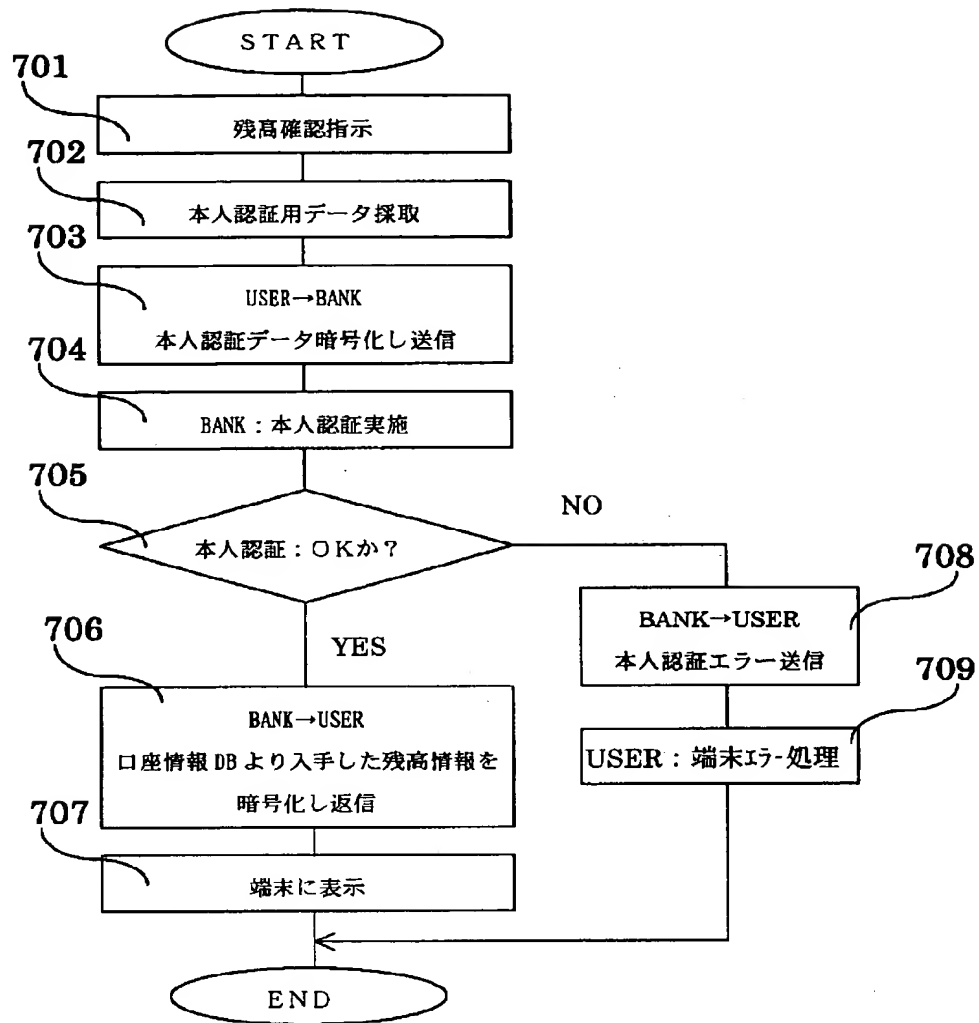 START
701
残高確認指示
702
本人認証用データ採取
703
USER→BANK
本人認証データ暗号化し送信
704
BANK：本人認証実施
705
本人認証：OKか？
NO
YES
706
BANK→USER
口座情報DBより入手した残高情報を
暗号化し返信
707
端末に表示
708
BANK→USER
本人認証エラー送信
709
USER：端末ｴﾗｰ処理
END